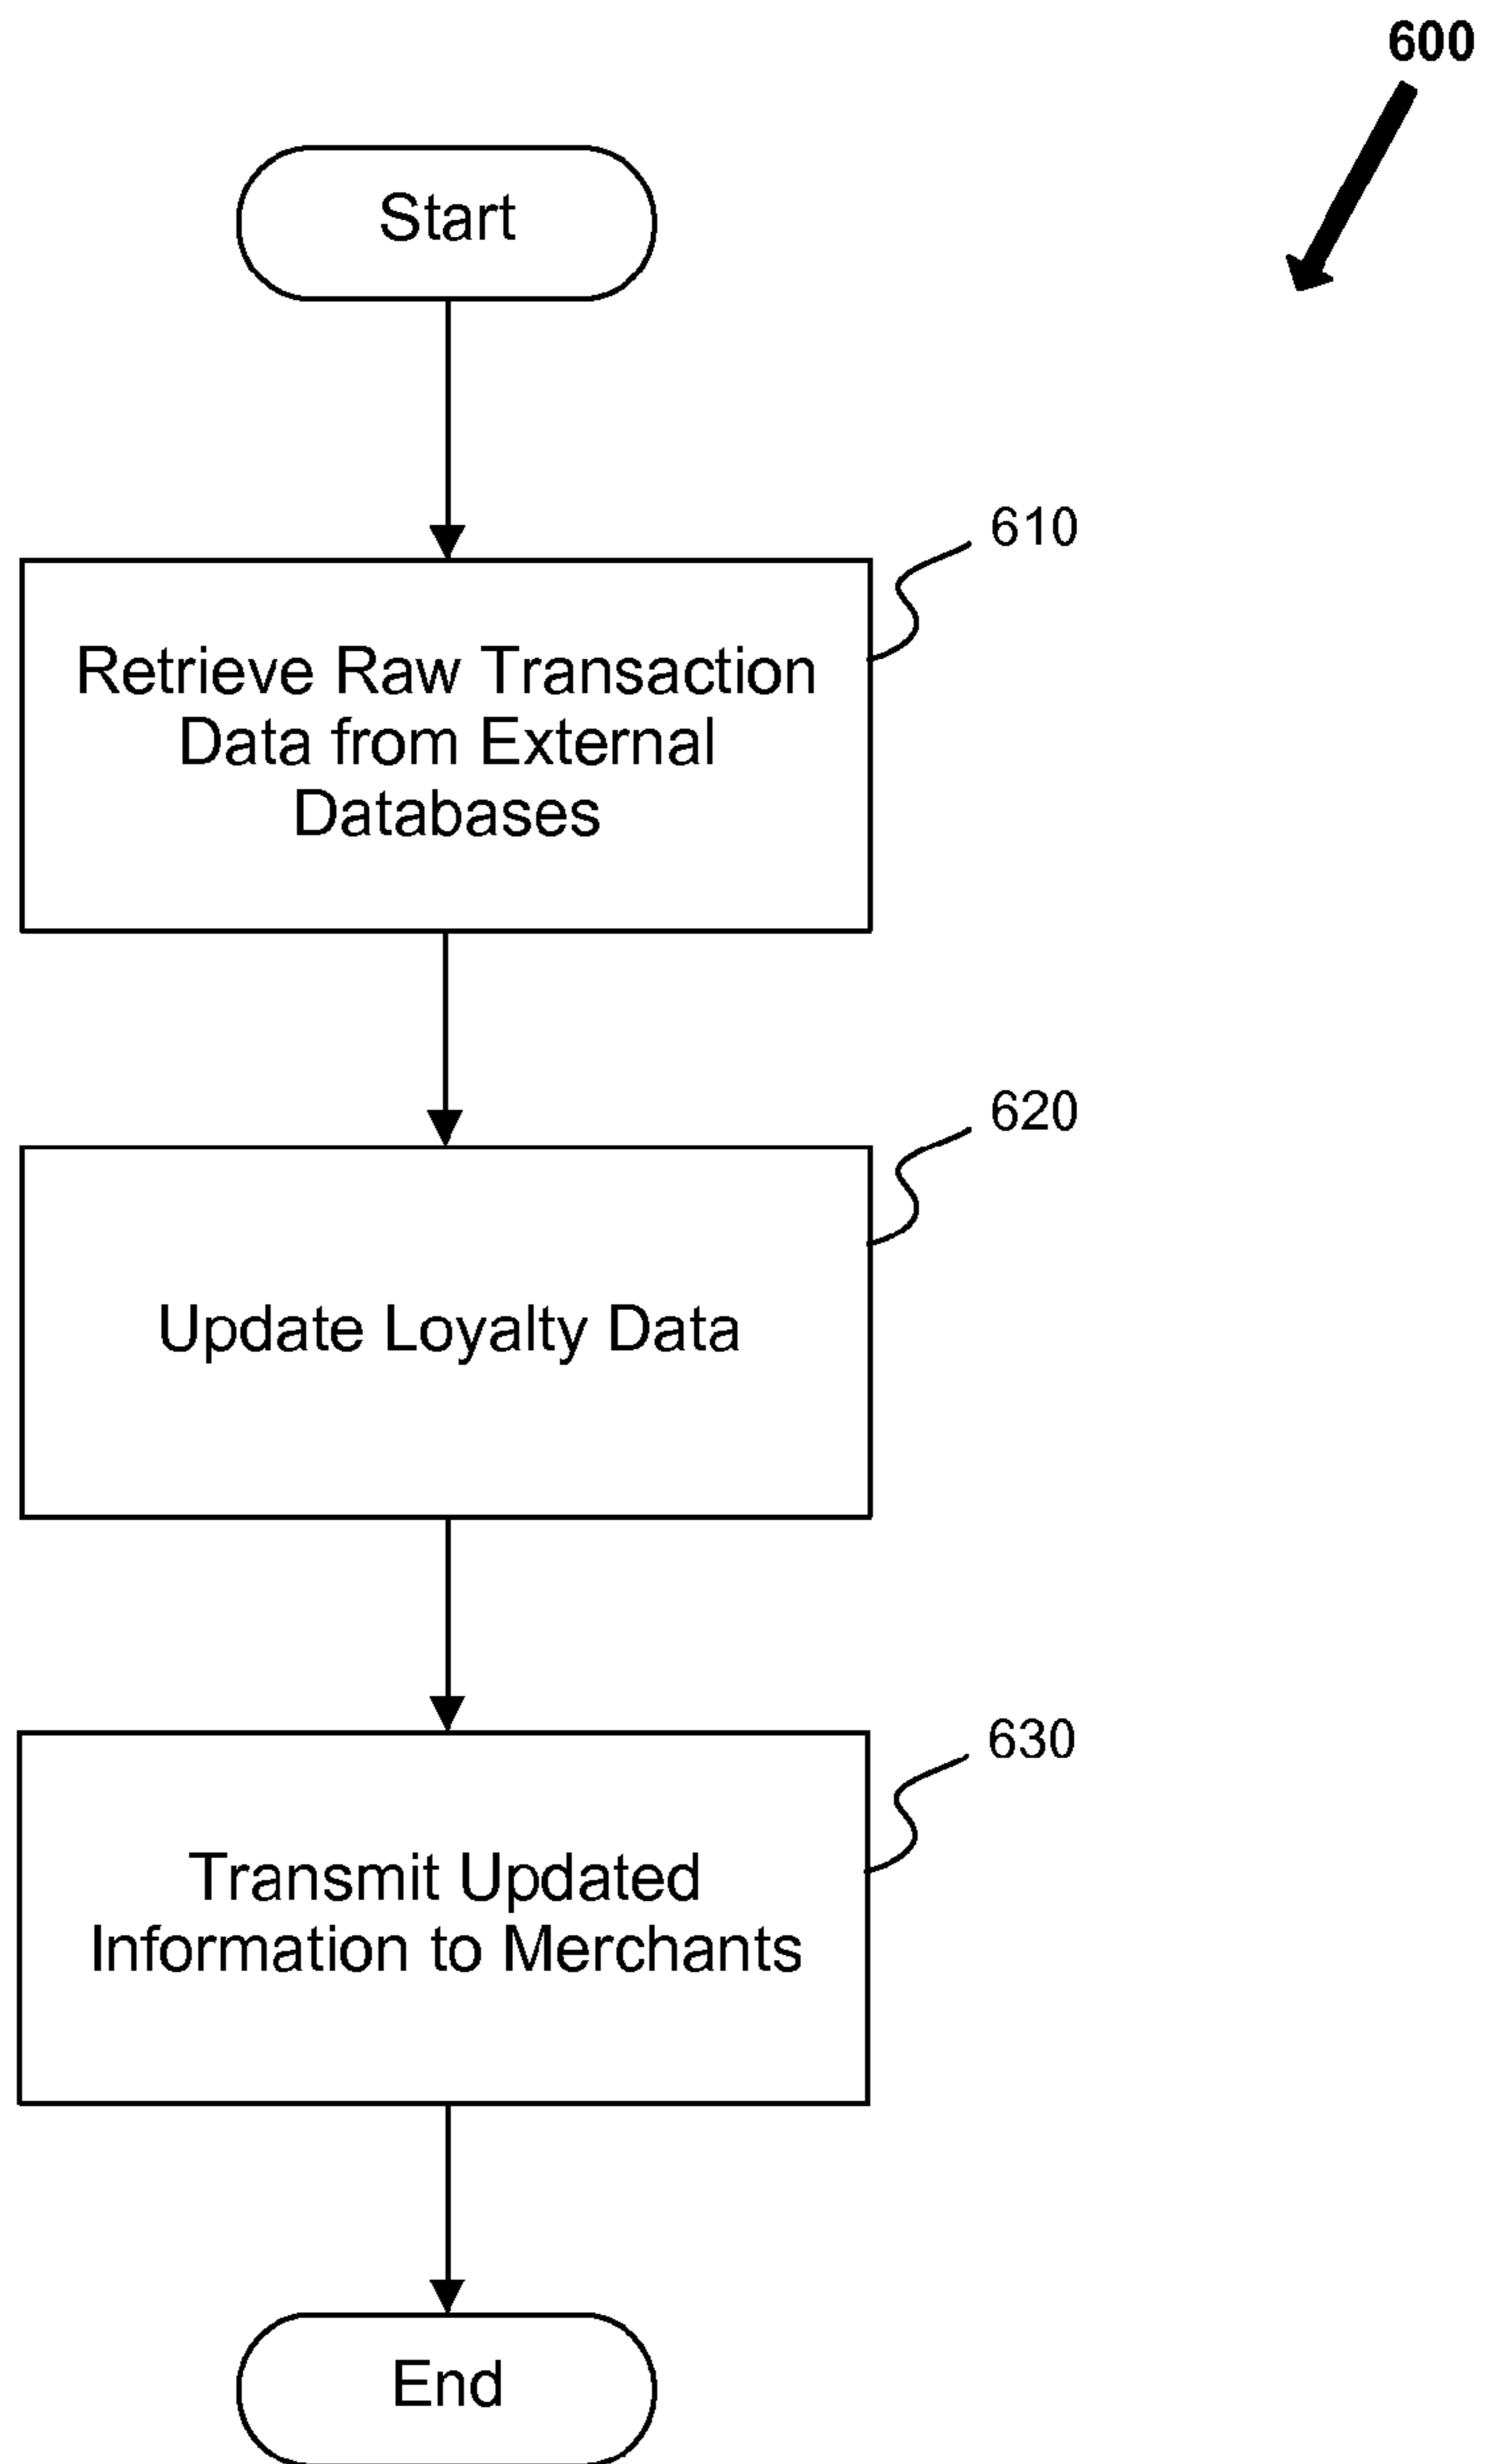 600
Start
610
Retrieve Raw Transaction
Data from External
Databases
620
Update Loyalty Data
630
Transmit Updated
Information to Merchants
End